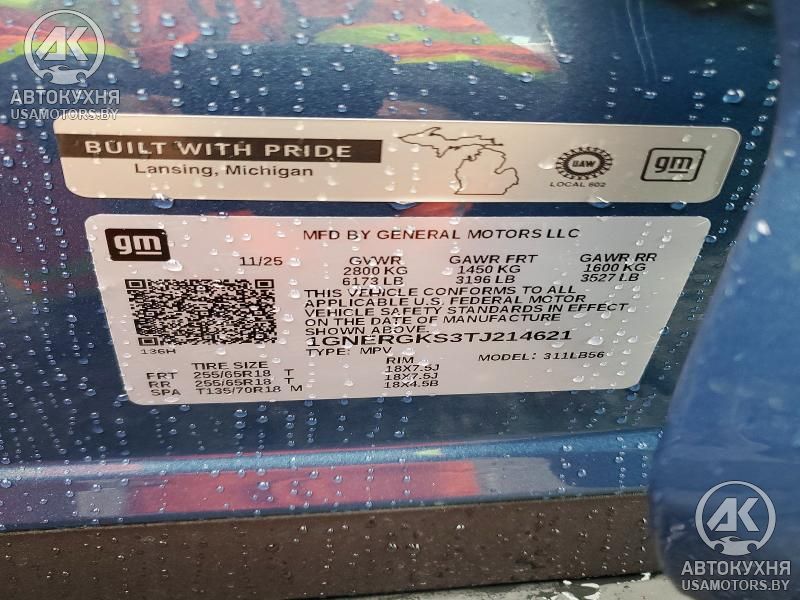 АК
АВТОКУХНЯ
USAMOTORS.BY
BUILT WITH PRIDE
Lansing, Michigan
UAW
LOCAL 602
gm
gm
MFD BY GENERAL MOTORS LLC
11/25 GVWR GAWR FRT GAWR RR
2800 KG 1450 KG 1600 KG
6173 LB 3196 LB 3527 LB
THIS VEHICLE CONFORMS TO ALL
APPLICABLE U.S. FEDERAL MOTOR
VEHICLE SAFETY STANDARDS IN EFFECT
ON THE DATE OF MANUFACTURE
SHOWN ABOVE
136H
1GNERGKS3TJ214621
TYPE: MPV MODEL: 311LB56
TIRE SIZE RIM
FRT 255/65R18 T 18X7.5J
RR 255/65R18 T 18X7.5J
SPA T135/70R18 M 18X4.5B
АК
АВТОКУХНЯ
USAMOTORS.BY